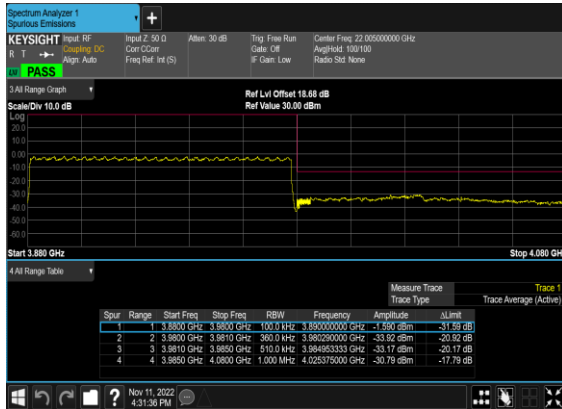 Spectrum Analyzer 1
Spurious Emissions
+
KEYSIGHT
R T
Input: RF
Coupling: DC
Align: Auto
Input Z: 50 Ω
Corr CCorr
Freq Ref: Int (S)
Atten: 30 dB
Trig: Free Run
Gate: Off
IF Gain: Low
Center Freq: 22.005000000 GHz
Avg|Hold: 100/100
Radio Std: None
PASS
3 All Range Graph
Scale/Div 10.0 dB
Ref Lvl Offset 18.68 dB
Ref Value 30.00 dBm
Log
20.0
10.0
0.00
-10.0
-20.0
-30.0
-40.0
-50.0
-60.0
Start 3.880 GHz
Stop 4.080 GH
4 All Range Table
Measure Trace Trace 1
Trace Type Trace Average (Active)
Spur Range Start Freq Stop Freq RBW Frequency Amplitude ΔLimit
1 1 3.8800 GHz 3.9800 GHz 100.0 kHz 3.890000000 GHz -1.590 dBm -31.59 dB
2 2 3.9800 GHz 3.9810 GHz 360.0 kHz 3.980290000 GHz -33.92 dBm -20.92 dB
3 3 3.9810 GHz 3.9850 GHz 510.0 kHz 3.984953333 GHz -33.17 dBm -20.17 dB
4 4 3.9850 GHz 4.0800 GHz 1.000 MHz 4.025375000 GHz -30.79 dBm -17.79 dB
?
Nov 11, 2022
4:31:36 PM